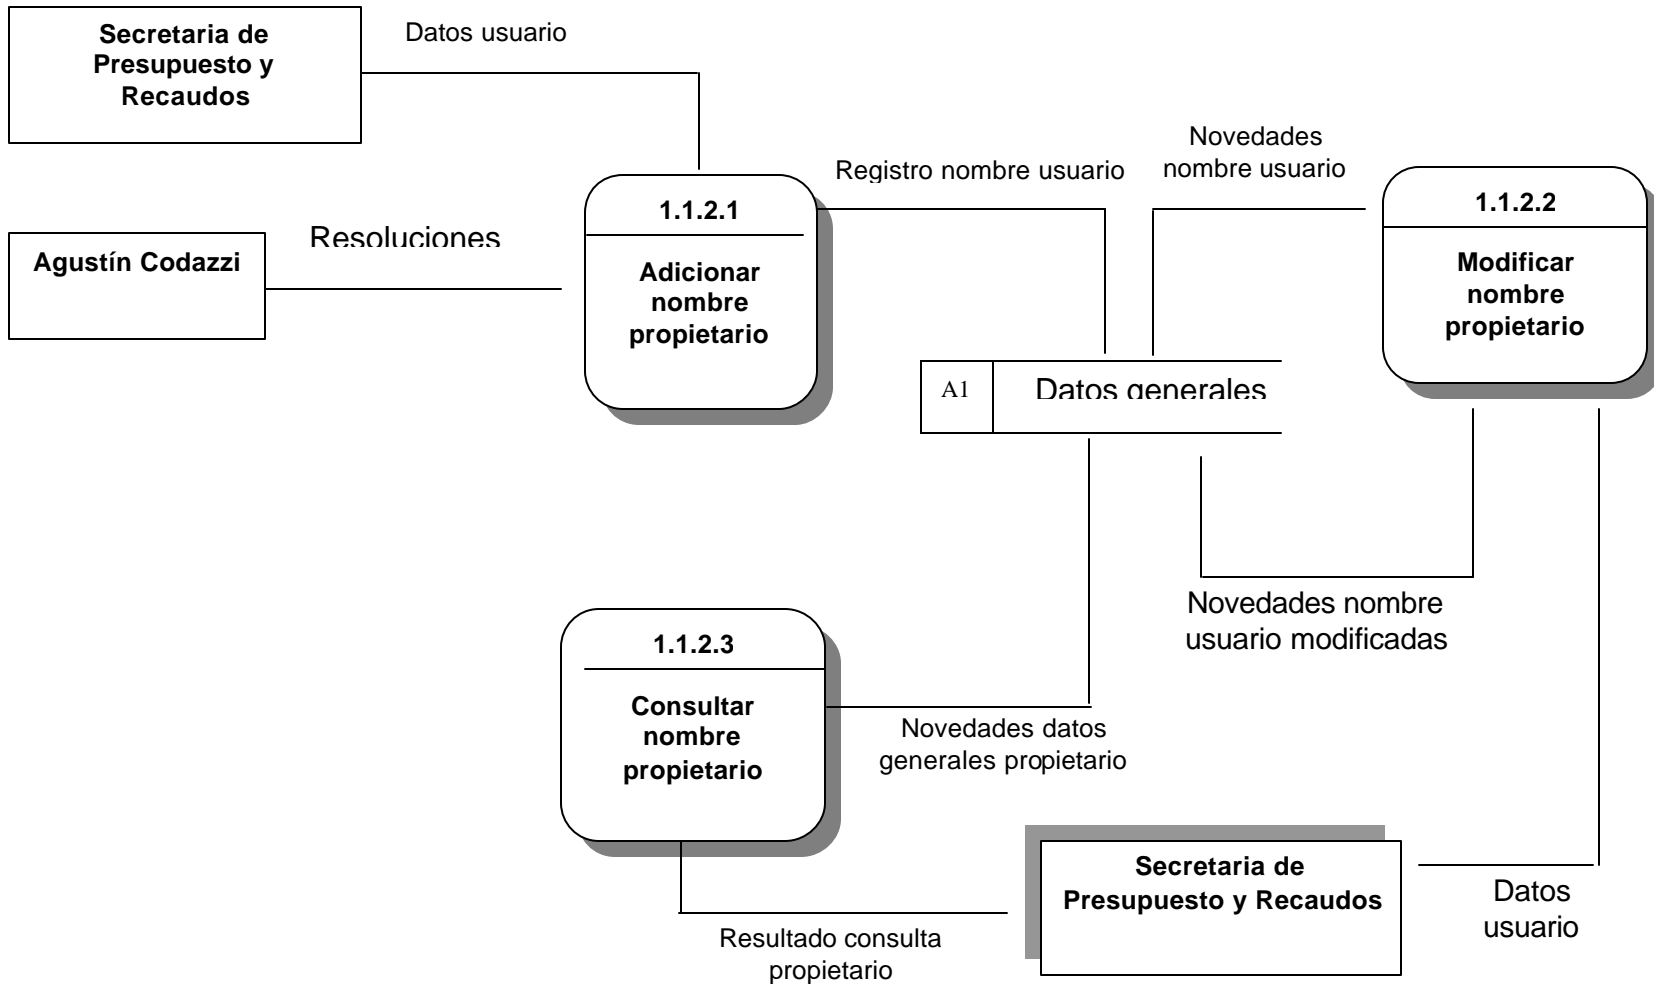 Secretaria de
Presupuesto y
Recaudos
Datos usuario
Agustín Codazzi
Resoluciones
1.1.2.1
Adicionar
nombre
propietario
Registro nombre usuario
Novedades
nombre usuario
1.1.2.2
Modificar
nombre
propietario
A1
Datos generales
Novedades nombre
usuario modificadas
1.1.2.3
Consultar
nombre
propietario
Novedades datos
generales propietario
Secretaria de
Presupuesto y Recaudos
Datos
usuario
Resultado consulta
propietario